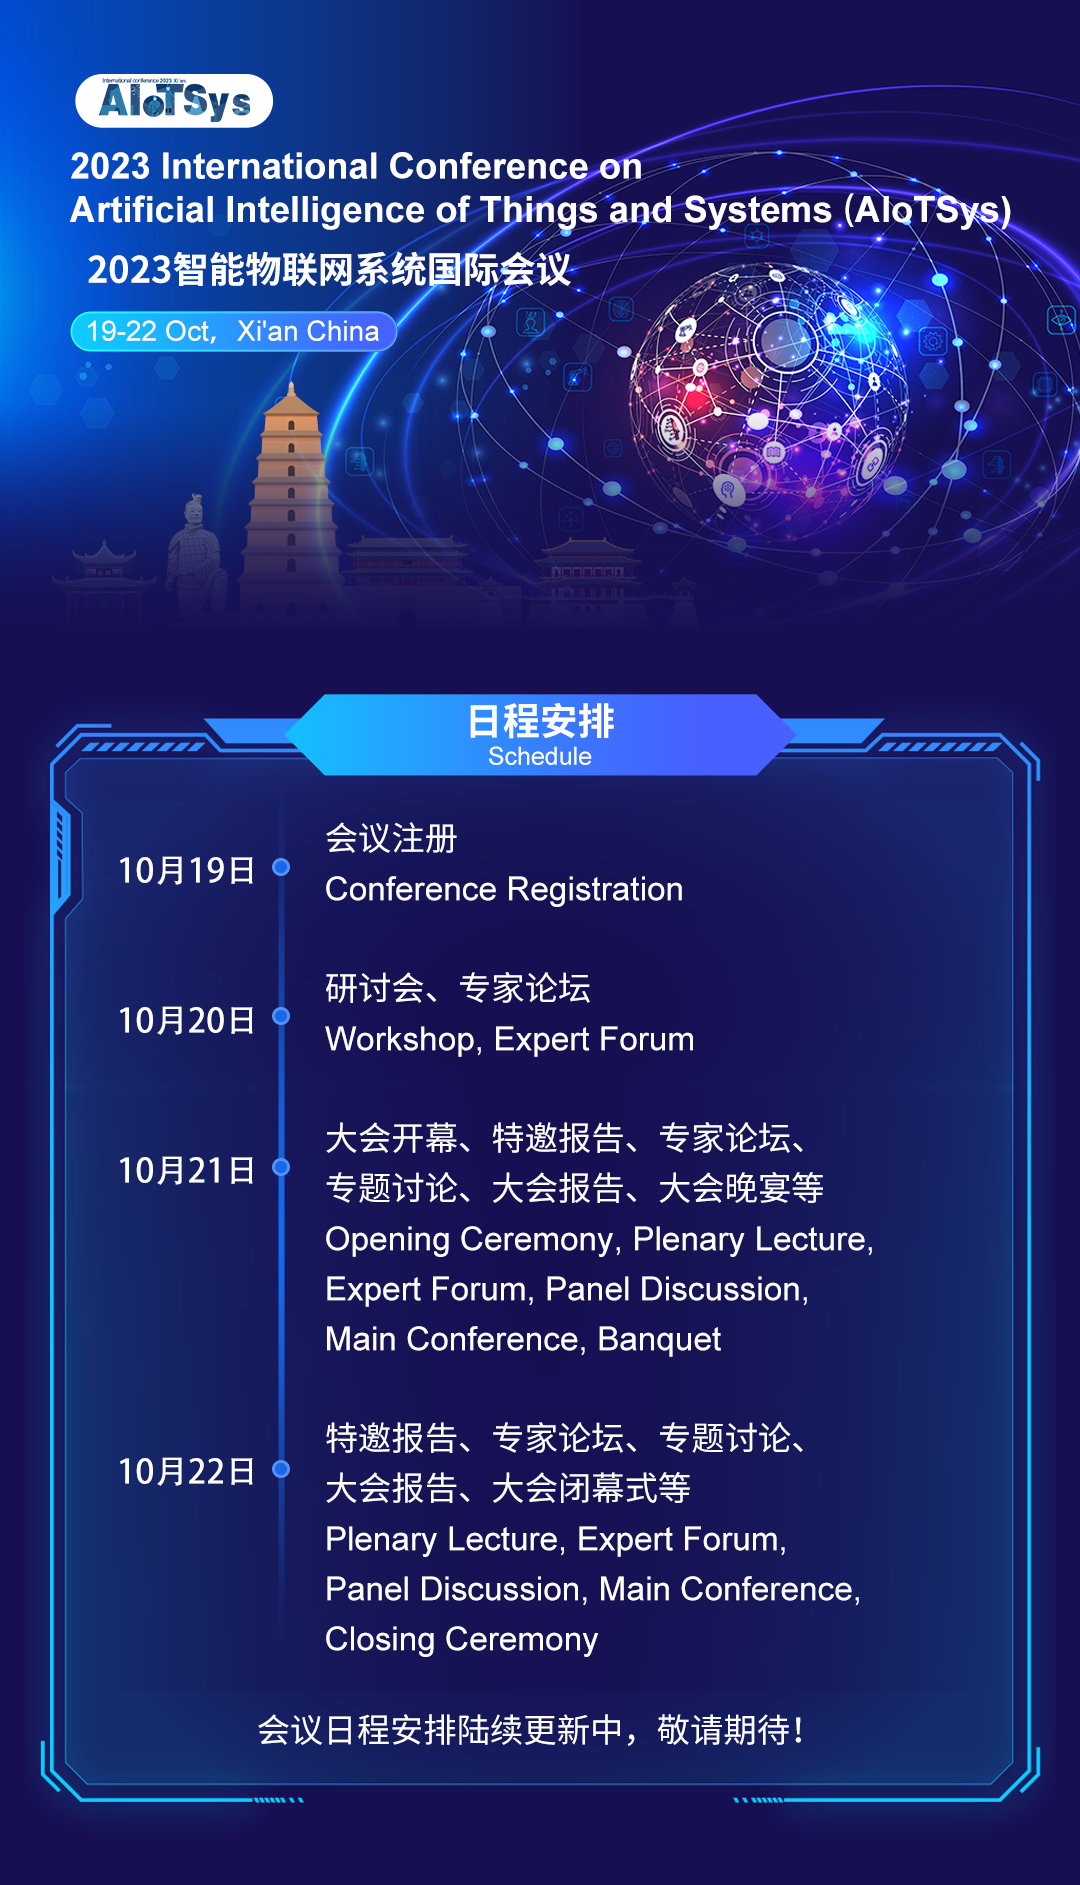 International conference 2023 Xi'an
AIoTSys
2023 International Conference on
Artificial Intelligence of Things and Systems (AIoTSys)
2023智能物联网系统国际会议
19-22 Oct, Xi'an China
日程安排
Schedule
10月19日
会议注册
Conference Registration
10月20日
研讨会、专家论坛
Workshop, Expert Forum
10月21日
大会开幕、特邀报告、专家论坛、
专题讨论、大会报告、大会晚宴等
Opening Ceremony, Plenary Lecture,
Expert Forum, Panel Discussion,
Main Conference, Banquet
10月22日
特邀报告、专家论坛、专题讨论、
大会报告、大会闭幕式等
Plenary Lecture, Expert Forum,
Panel Discussion, Main Conference,
Closing Ceremony
会议日程安排陆续更新中，敬请期待！